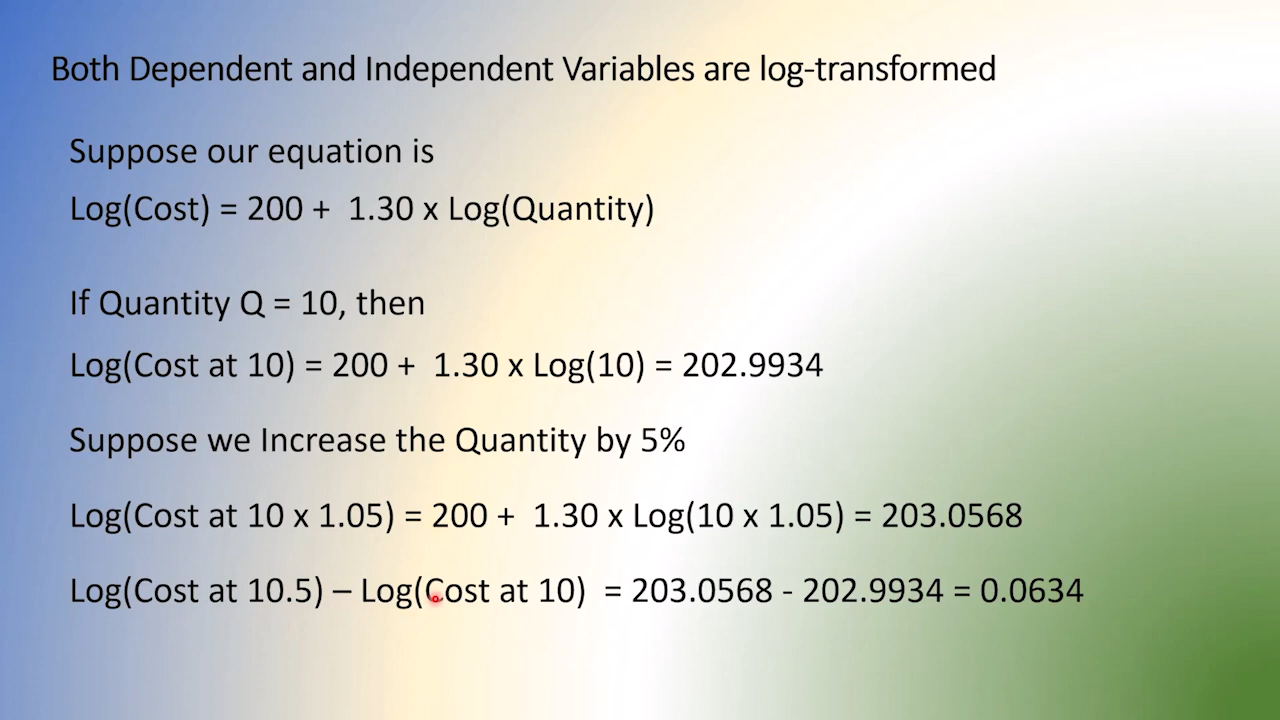 Both Dependent and Independent Variables are log-transformed
Suppose our equation is
Log(Cost) = 200 + 1.30 x Log(Quantity)
If Quantity Q = 10, then
Log(Cost at 10) = 200 + 1.30 x Log(10) = 202.9934
Suppose we Increase the Quantity by 5%
Log(Cost at 10 x 1.05) = 200 + 1.30 x Log(10 x 1.05) = 203.0568
Log(Cost at 10.5) – Log(Cost at 10) = 203.0568 - 202.9934 = 0.0634